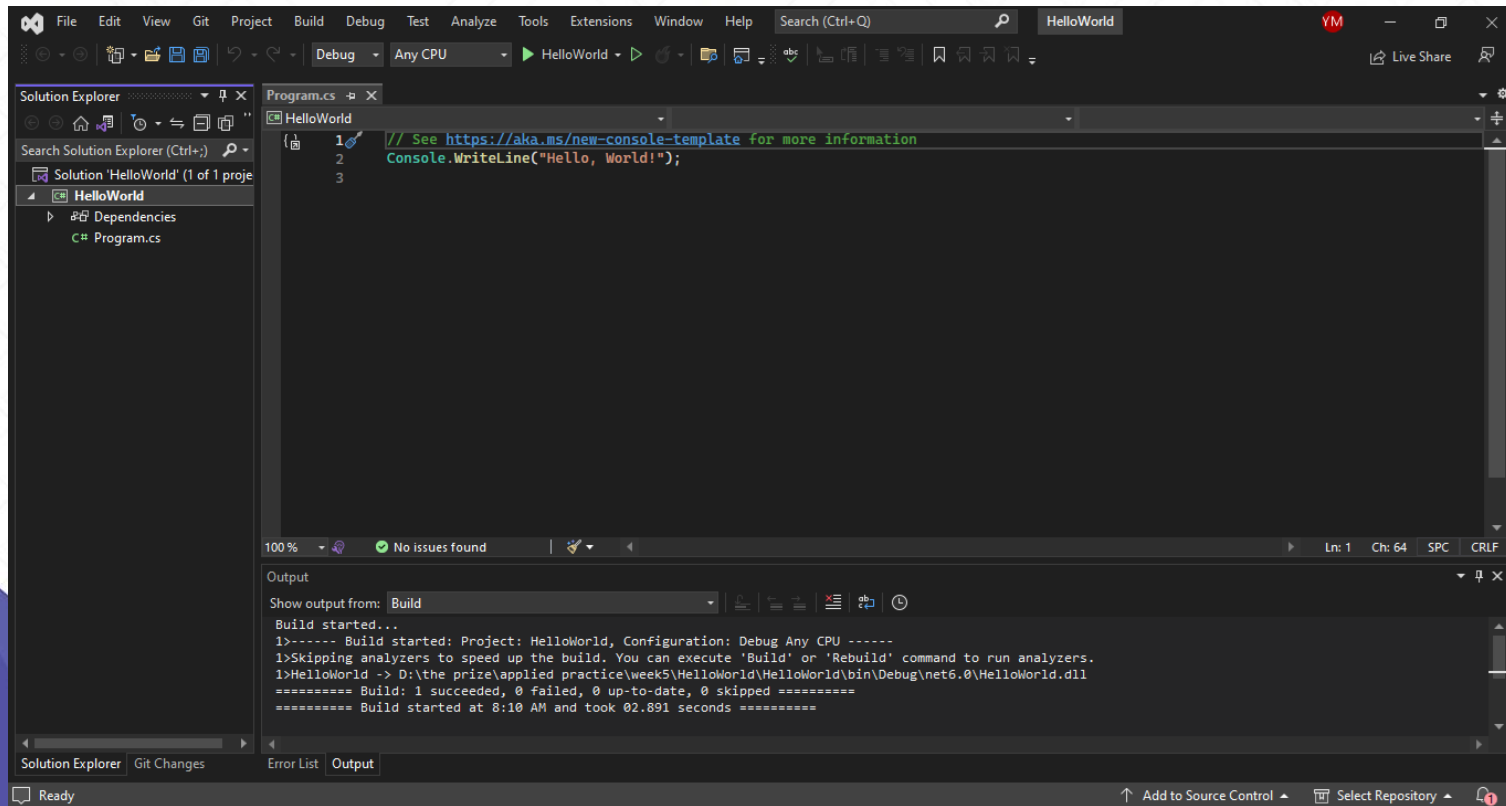 File Edit View Git Project Build Debug Test Analyze Tools Extensions Window Help Search (Ctrl+Q) HelloWorld YM
Debug Any CPU HelloWorld Live Share
Solution Explorer
Search Solution Explorer (Ctrl+;)
Solution 'HelloWorld' (1 of 1 proje
C# HelloWorld
Dependencies
C# Program.cs
Program.cs
C# HelloWorld
1 // See https://aka.ms/new-console-template for more information
2 Console.WriteLine("Hello, World!");
3
100 % No issues found Ln: 1 Ch: 64 SPC CRLF
Output
Show output from: Build
Build started...
1>------ Build started: Project: HelloWorld, Configuration: Debug Any CPU ------
1>Skipping analyzers to speed up the build. You can execute 'Build' or 'Rebuild' command to run analyzers.
1>HelloWorld -> D:\the prize\applied practice\week5\HelloWorld\HelloWorld\bin\Debug\net6.0\HelloWorld.dll
========== Build: 1 succeeded, 0 failed, 0 up-to-date, 0 skipped ==========
========== Build started at 8:10 AM and took 02.891 seconds ==========
Solution Explorer Git Changes Error List Output
Ready Add to Source Control Select Repository 1